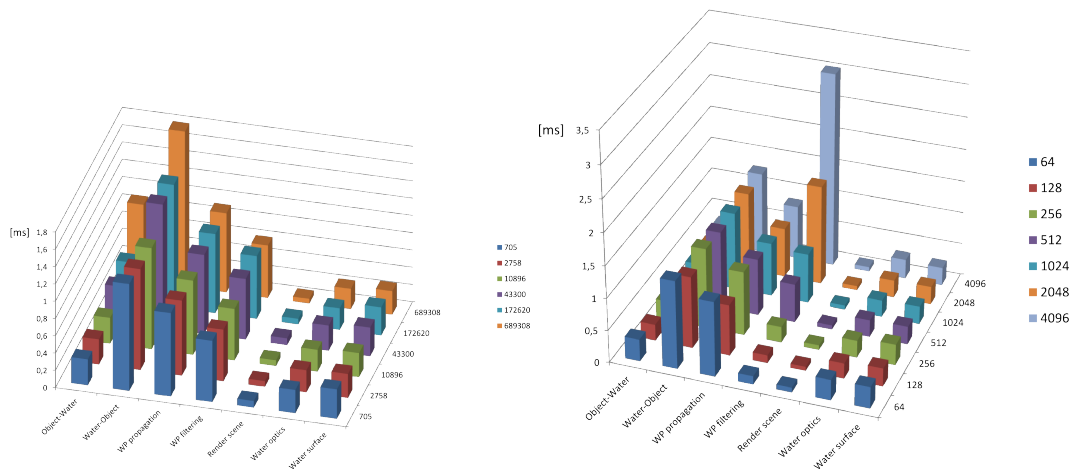 [ms]
1,8
1,6
1,4
1,2
1
0,8
0,6
0,4
0,2
0
Object-Water
Water-Object
WP propagation
WP filtering
Render scene
Water optics
Water surface
705
2758
10896
43300
172620
689308
705
2758
10896
43300
172620
689308
[ms]
3,5
3
2,5
2
1,5
1
0,5
0
Object-Water
Water-Object
WP propagation
WP filtering
Render scene
Water optics
Water surface
64
128
256
512
1024
2048
4096
64
128
256
512
1024
2048
4096